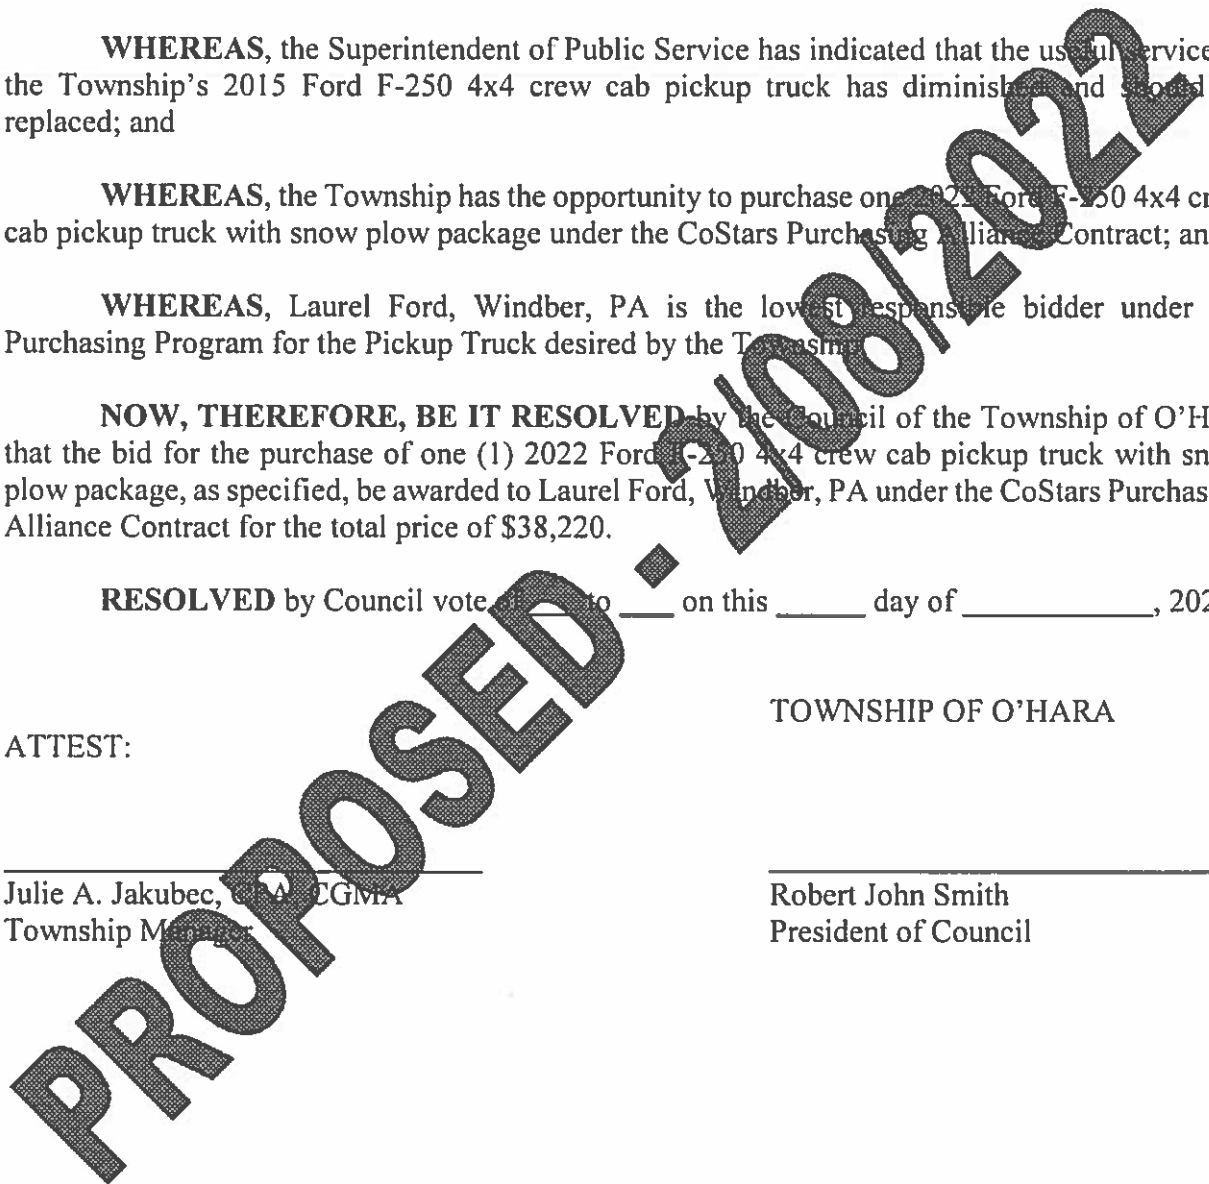 WHEREAS, the Superintendent of Public Service has indicated that the useful service
the Township's 2015 Ford F-250 4x4 crew cab pickup truck has diminished and should
replaced; and
WHEREAS, the Township has the opportunity to purchase one 2022 Ford F-250 4x4 cr
cab pickup truck with snow plow package under the CoStars Purchasing Alliance Contract; an
WHEREAS, Laurel Ford, Windber, PA is the lowest responsible bidder under
Purchasing Program for the Pickup Truck desired by the Township
NOW, THEREFORE, BE IT RESOLVED by the Council of the Township of O'H
that the bid for the purchase of one (1) 2022 Ford F-250 4x4 crew cab pickup truck with sn
plow package, as specified, be awarded to Laurel Ford, Windber, PA under the CoStars Purchas
Alliance Contract for the total price of $38,220.
RESOLVED by Council vote of ____ to ____ on this ______ day of _____________, 202
TOWNSHIP OF O'HARA
ATTEST:
Julie A. Jakubec, CPA, CGMA
Township Manager
Robert John Smith
President of Council
PROPOSED - 2/08/2022